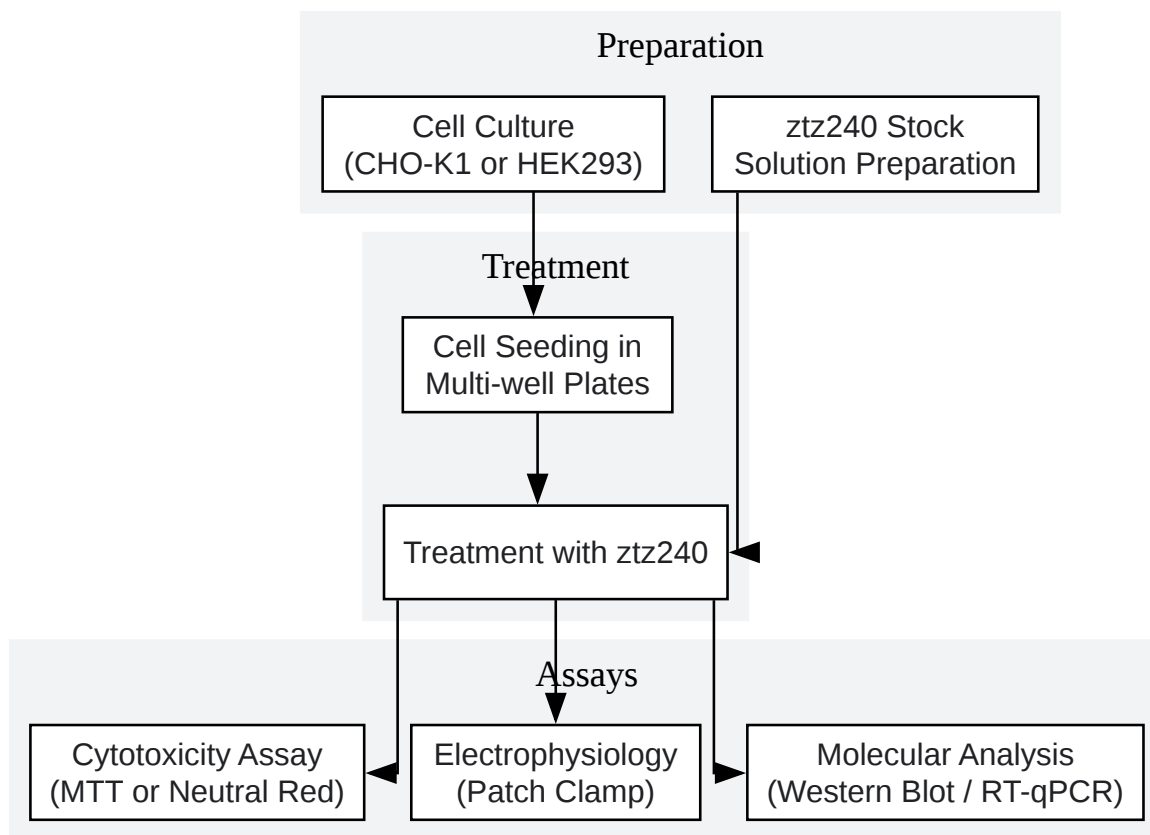 Preparation
Cell Culture
(CHO-K1 or HEK293)
ztz240 Stock
Solution Preparation
Treatment
Cell Seeding in
Multi-well Plates
Treatment with ztz240
Assays
Cytotoxicity Assay
(MTT or Neutral Red)
Electrophysiology
(Patch Clamp)
Molecular Analysis
(Western Blot / RT-qPCR)